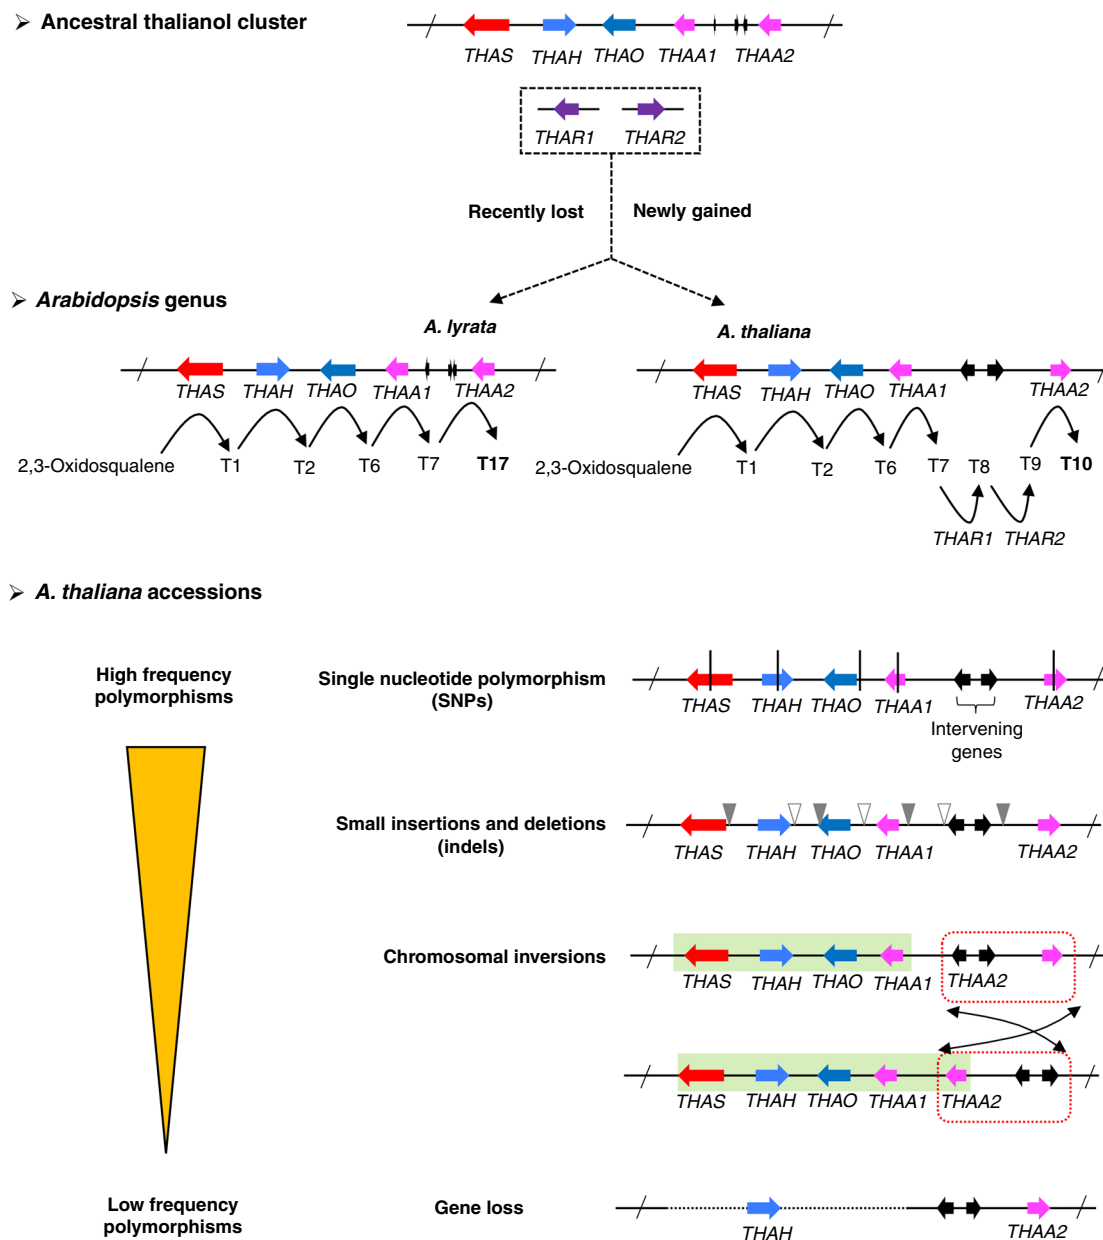 ➢ Ancestral thalianol cluster
THAS THAH THAO THAA1 THAA2
THAR1 THAR2
Recently lost Newly gained
➢ Arabidopsis genus
A. lyrata
THAS THAH THAO THAA1 THAA2
2,3-Oxidosqualene T1 T2 T6 T7 T17
A. thaliana
THAS THAH THAO THAA1 THAA2
2,3-Oxidosqualene T1 T2 T6 T7 T8 T9 T10
THAR1 THAR2
➢ A. thaliana accessions
High frequency
polymorphisms
Single nucleotide polymorphism
(SNPs)
THAS THAH THAO THAA1 THAA2
Intervening
genes
Small insertions and deletions
(indels)
THAS THAH THAO THAA1 THAA2
Chromosomal inversions
THAS THAH THAO THAA1 THAA2
THAS THAH THAO THAA1 THAA2
Low frequency
polymorphisms
Gene loss
THAH THAA2